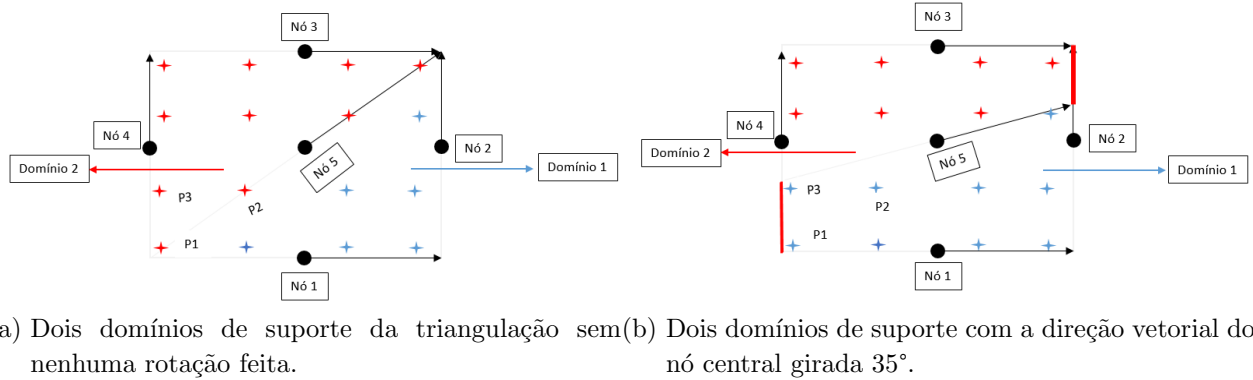 Nó 3
Nó 4
Nó 2
Nó 5
Domínio 2
Domínio 1
P3
P2
P1
Nó 1
a) Dois domínios de suporte da triangulação sem
nenhuma rotação feita.
Nó 3
Nó 4
Nó 2
Domínio 2
Nó 5
Domínio 1
P3
P2
P1
Nó 1
(b) Dois domínios de suporte com a direção vetorial do
nó central girada 35°.